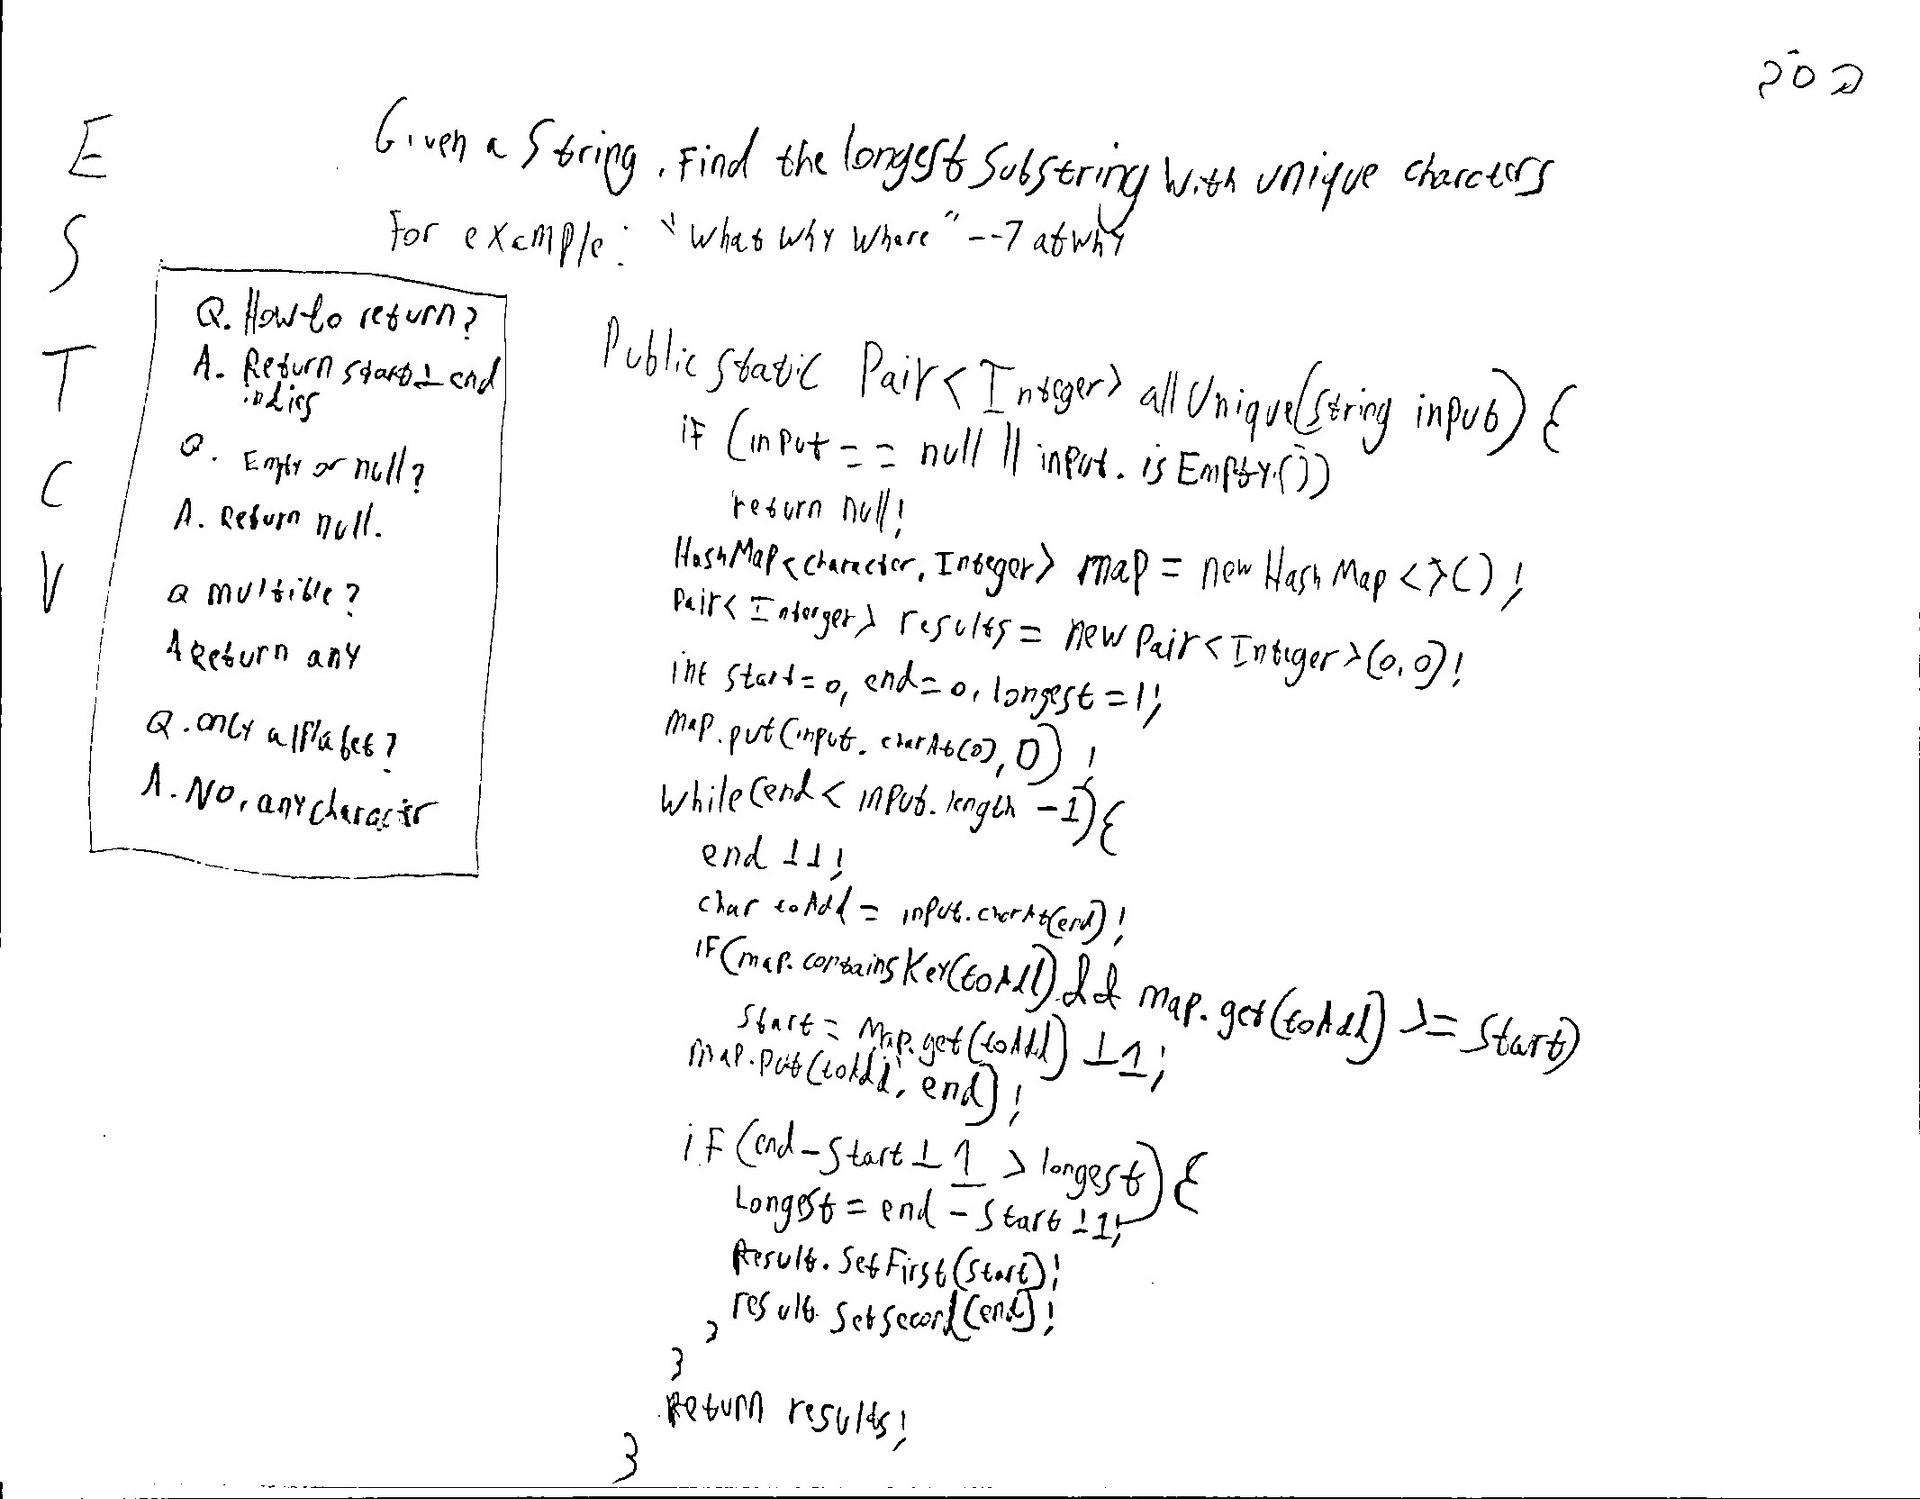 202
E
S
T
C
V
Given a String, Find the longest substring with unique charcters
For example: "whatwhywhere" --> atwhy
Q. How to return?
A. Return start + end
indies
Q. Empty or null?
A. Return null.
Q multible?
A Return any
Q. only alplabet?
A. No, any character
Public static Pair<Integer> allUnique(String input) {
if (input == null || input.isEmpty())
return null;
HashMap<character, Integer> map = new HashMap<>();
Pair<Interger> results = new Pair<Integer>(0,0);
int start=0, end=0, longest=1;
map.put(input.charAt(0), 0);
while(end < input.length -1){
end ++;
char toAdd = input.charAt(end);
if(map.containsKey(toAdd) && map.get(toAdd) >= start)
start = map.get(toAdd) +1;
map.put(toAdd, end);
if (end-start+1 > longest) {
Longest = end - start +1;
Result.SetFirst(start);
result.SetSecond(end);
}
}
Return results;
}